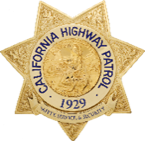 CALIFORNIA HIGHWAY PATROL
· 1929 ·
SAFETY, SERVICE & SECURITY